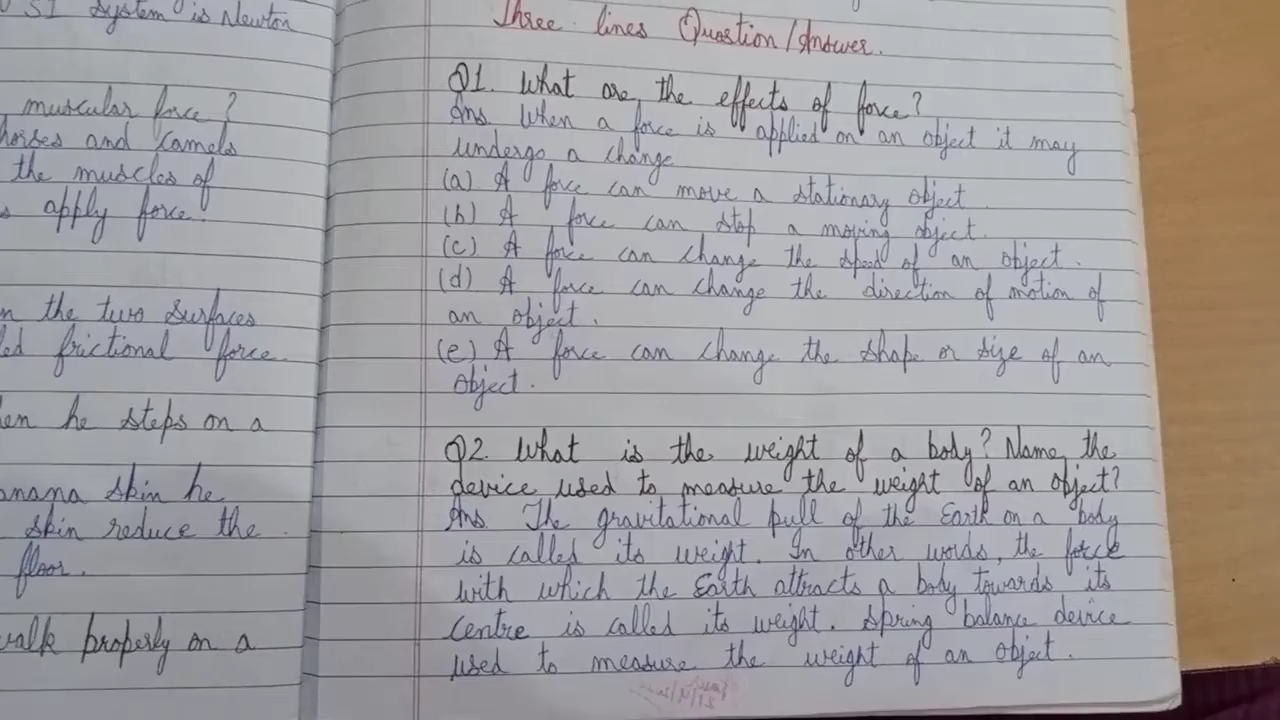 SI System is Newton
muscular force?
horses and Camels
the muscles of
apply force.
the two surfaces
frictional force.
he steps on a
skin he
skin reduce the
floor.
walk properly on a
Three lines Question/Answer.
Q1. What are the effects of force?
Ans. When a force is applied on an object it may
undergo a change
(a) A force can move a stationary object
(b) A force can stop a moving object.
(c) A force can change the speed of an object.
(d) A force can change the direction of motion of
an object.
(e) A force can change the shape or size of an
object.
Q2. What is the weight of a body? Name the
device used to measure the weight of an object?
Ans. The gravitational pull of the Earth on a body
is called its weight. In other words, the force
with which the Earth attracts a body towards its
centre is called its weight. Spring balance device
used to measure the weight of an object.